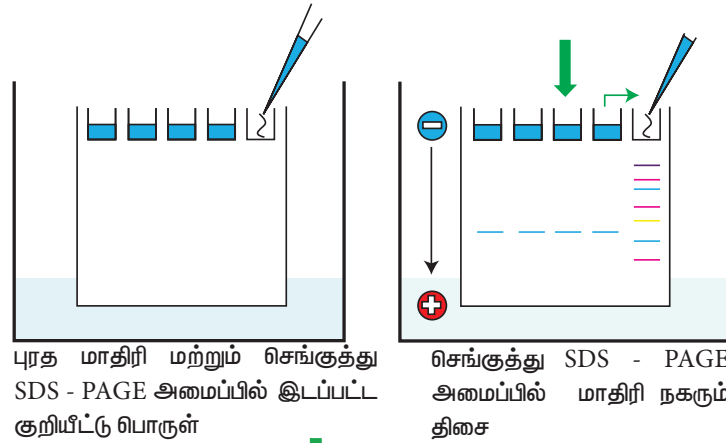 புரத மாதிரி மற்றும் செங்குத்து
SDS - PAGE அமைப்பில் இடப்பட்ட
குறியீட்டு பொருள்
செங்குத்து SDS - PAGE
அமைப்பில் மாதிரி நகரும்
திசை